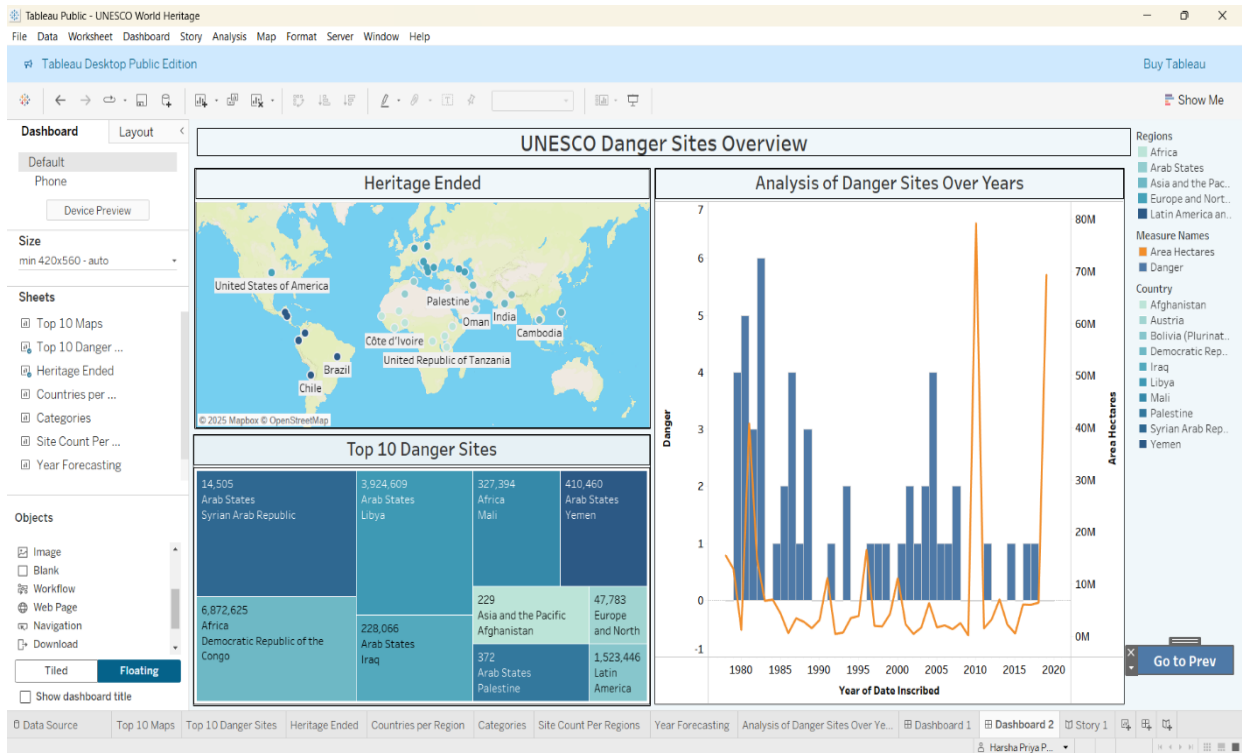 Tableau Public - UNESCO World Heritage
File Data Worksheet Dashboard Story Analysis Map Format Server Window Help
Tableau Desktop Public Edition
Buy Tableau
Show Me
Dashboard
Layout
Default
Phone
Device Preview
Size
min 420x560 - auto
Sheets
Top 10 Maps
Top 10 Danger ...
Heritage Ended
Countries per ...
Categories
Site Count Per ...
Year Forecasting
Objects
Image
Blank
Workflow
Web Page
Navigation
Download
Tiled
Floating
Show dashboard title
UNESCO Danger Sites Overview
Heritage Ended
United States of America
Palestine
Oman
India
Cambodia
Côte d'Ivoire
United Republic of Tanzania
Brazil
Chile
© 2025 Mapbox © OpenStreetMap
Top 10 Danger Sites
14,505
Arab States
Syrian Arab Republic
3,924,609
Arab States
Libya
327,394
Africa
Mali
410,460
Arab States
Yemen
6,872,625
Africa
Democratic Republic of the
Congo
228,066
Arab States
Iraq
229
Asia and the Pacific
Afghanistan
47,783
Europe
and North
372
Arab States
Palestine
1,523,446
Latin
America
Analysis of Danger Sites Over Years
7
6
5
4
3
2
1
0
-1
Danger
80M
70M
60M
50M
40M
30M
20M
10M
0M
Area Hectares
1980 1985 1990 1995 2000 2005 2010 2015 2020
Year of Date Inscribed
Regions
Africa
Arab States
Asia and the Pac..
Europe and Nort..
Latin America an..
Measure Names
Area Hectares
Danger
Country
Afghanistan
Austria
Bolivia (Plurinat..
Democratic Rep..
Iraq
Libya
Mali
Palestine
Syrian Arab Rep..
Yemen
Go to Prev
Data Source
Top 10 Maps
Top 10 Danger Sites
Heritage Ended
Countries per Region
Categories
Site Count Per Regions
Year Forecasting
Analysis of Danger Sites Over Ye...
Dashboard 1
Dashboard 2
Story 1
Harsha Priya P...